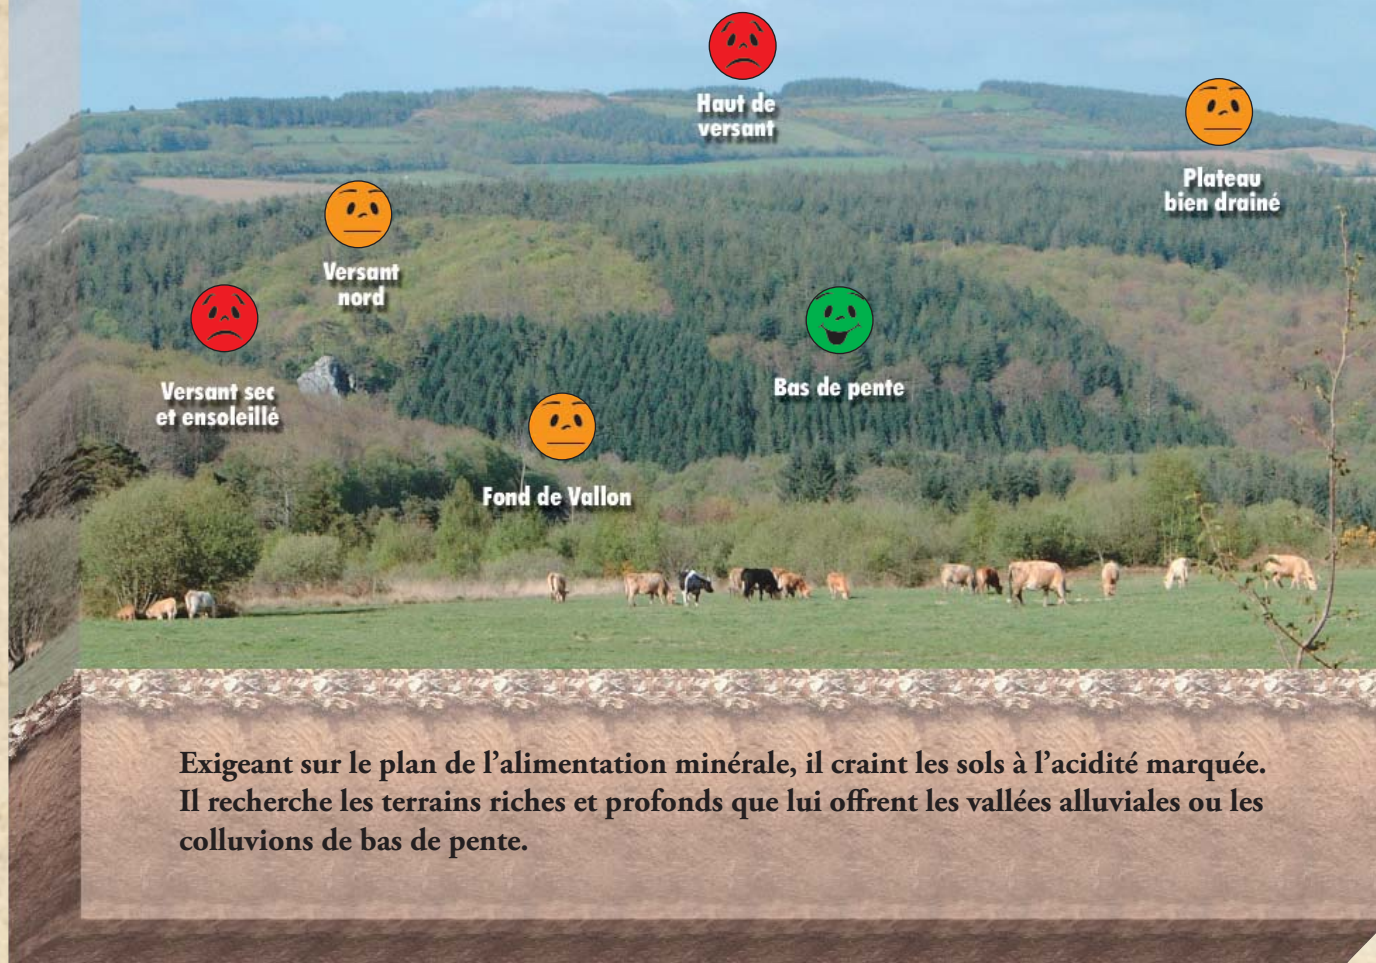 Haut de
versant
Plateau
bien drainé
Versant
nord
Versant sec
et ensoleillé
Bas de pente
Fond de Vallon
Exigeant sur le plan de l’alimentation minérale, il craint les sols à l’acidité marquée.
Il recherche les terrains riches et profonds que lui offrent les vallées alluviales ou les
colluvions de bas de pente.